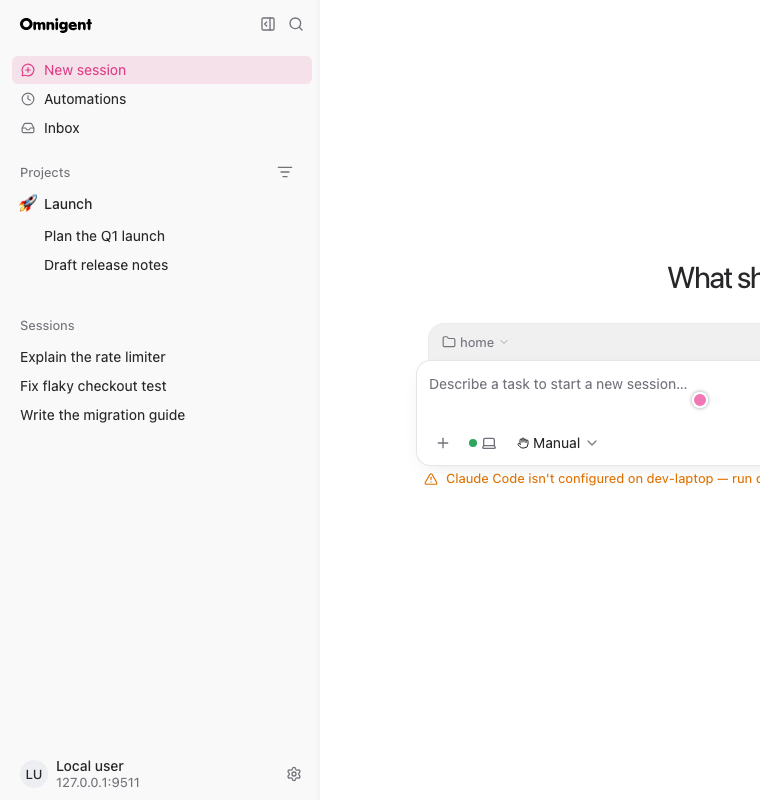 Omnigent
New session
Automations
Inbox
Projects
🚀 Launch
Plan the Q1 launch
Draft release notes
Sessions
Explain the rate limiter
Fix flaky checkout test
Write the migration guide
LU
Local user
127.0.0.1:9511
What
home
Describe a task to start a new session...
Manual
Claude Code isn't configured on dev-laptop — run